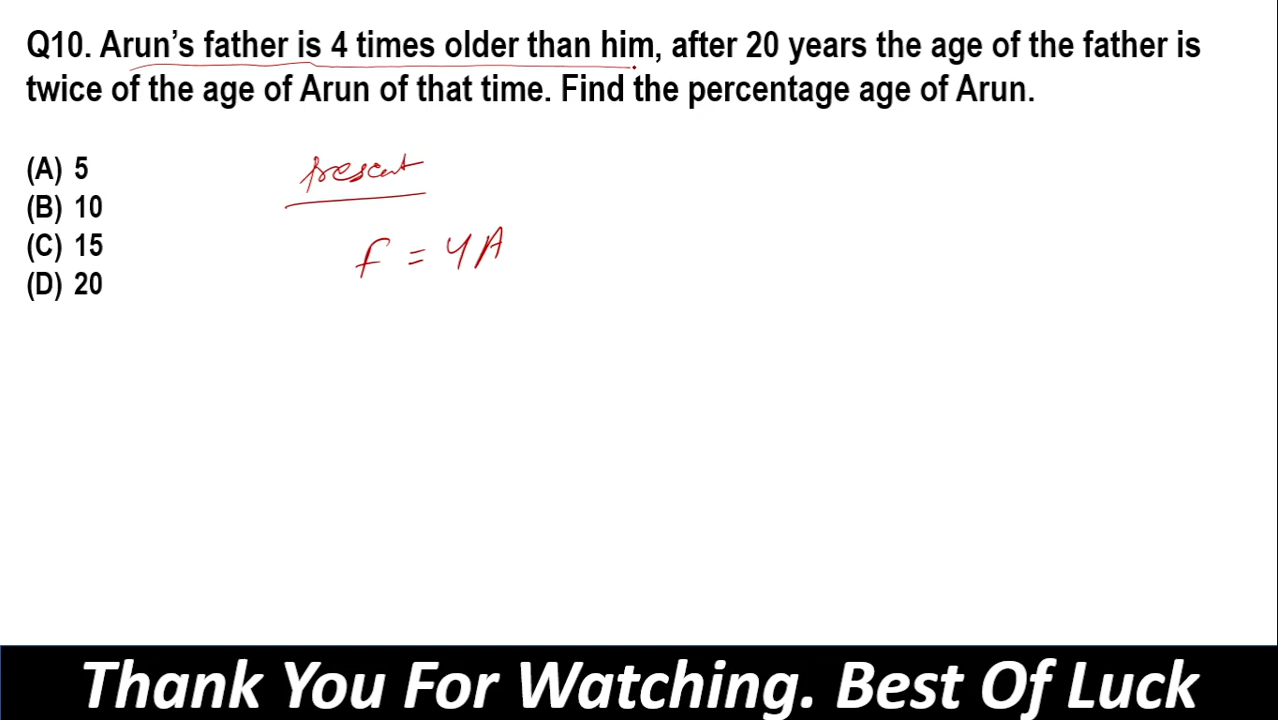 Q10. Arun's father is 4 times older than him, after 20 years the age of the father is
twice of the age of Arun of that time. Find the percentage age of Arun.
(A) 5
(B) 10
(C) 15
(D) 20
present
f = 4A
Thank You For Watching. Best Of Luck